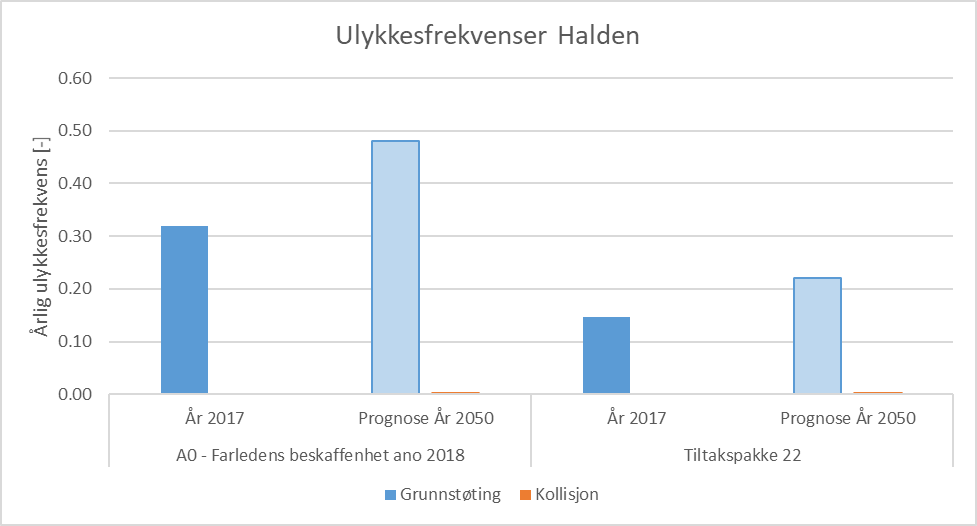 Ulykkesfrekvenser Halden
Årlig ulykkesfrekvens [-]
0.60
0.50
0.40
0.30
0.20
0.10
0.00
År 2017 Prognose År 2050 År 2017 Prognose År 2050
A0 - Farledens beskaffenhet ano 2018 Tiltakspakke 22
Grunnstøting Kollisjon